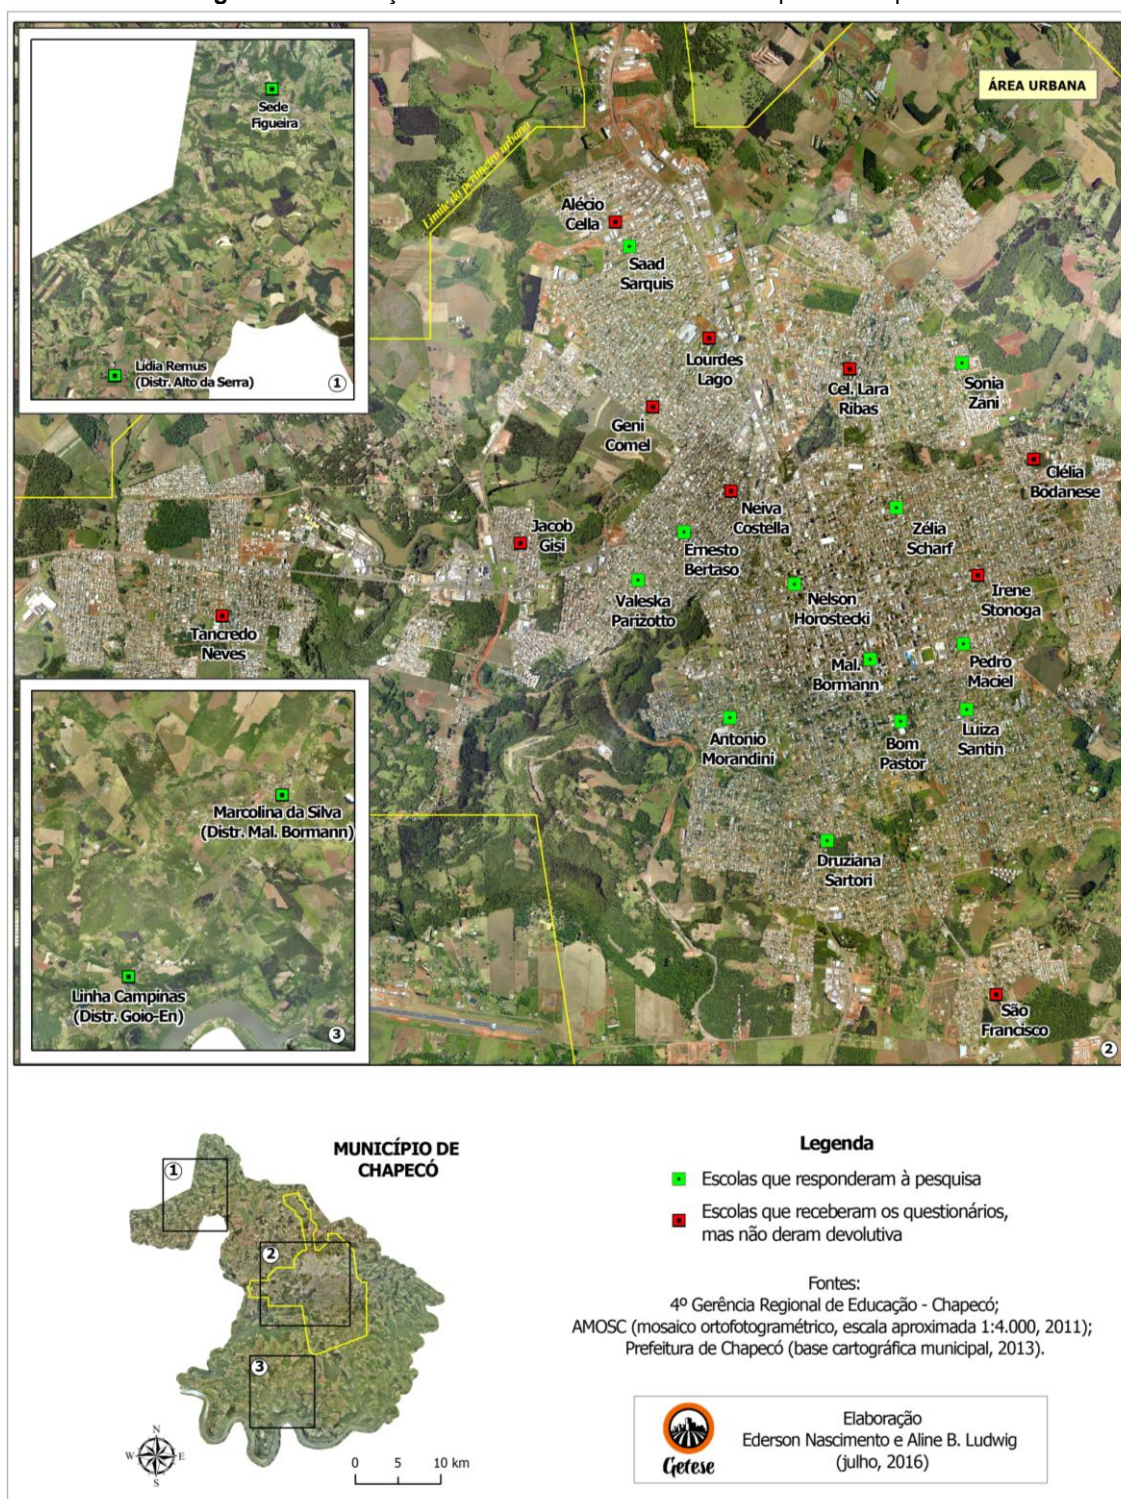 ÁREA URBANA
Sede
Figueira
Lídia Remus
(Distr. Alto da Serra)
1
Limite do perímetro urbano
Alécio
Cella
Saad
Sarquis
Lourdes
Lago
Cel. Lara
Ribas
Sonia
Zani
Geni
Comel
Clélia
Bodanese
Neiva
Costella
Zélia
Scharf
Jacob
Gisi
Ernesto
Bertaso
Valeska
Parizotto
Nelson
Horostecki
Irene
Stonoga
Tancredo
Neves
Mal.
Bormann
Pedro
Maciel
Antonio
Morandini
Bom
Pastor
Luiza
Santin
Marcolina da Silva
(Distr. Mal. Bormann)
Druziana
Sartori
Linha Campinas
(Distr. Goio-En)
3
São
Francisco
2
MUNICÍPIO DE
CHAPECÓ
1
2
3
N
W E
S
0 5 10 km
Legenda
Escolas que responderam à pesquisa
Escolas que receberam os questionários,
mas não deram devolutiva
Fontes:
4º Gerência Regional de Educação - Chapecó;
AMOSC (mosaico ortofotogramétrico, escala aproximada 1:4.000, 2011);
Prefeitura de Chapecó (base cartográfica municipal, 2013).
Getese
Elaboração
Ederson Nascimento e Aline B. Ludwig
(julho, 2016)